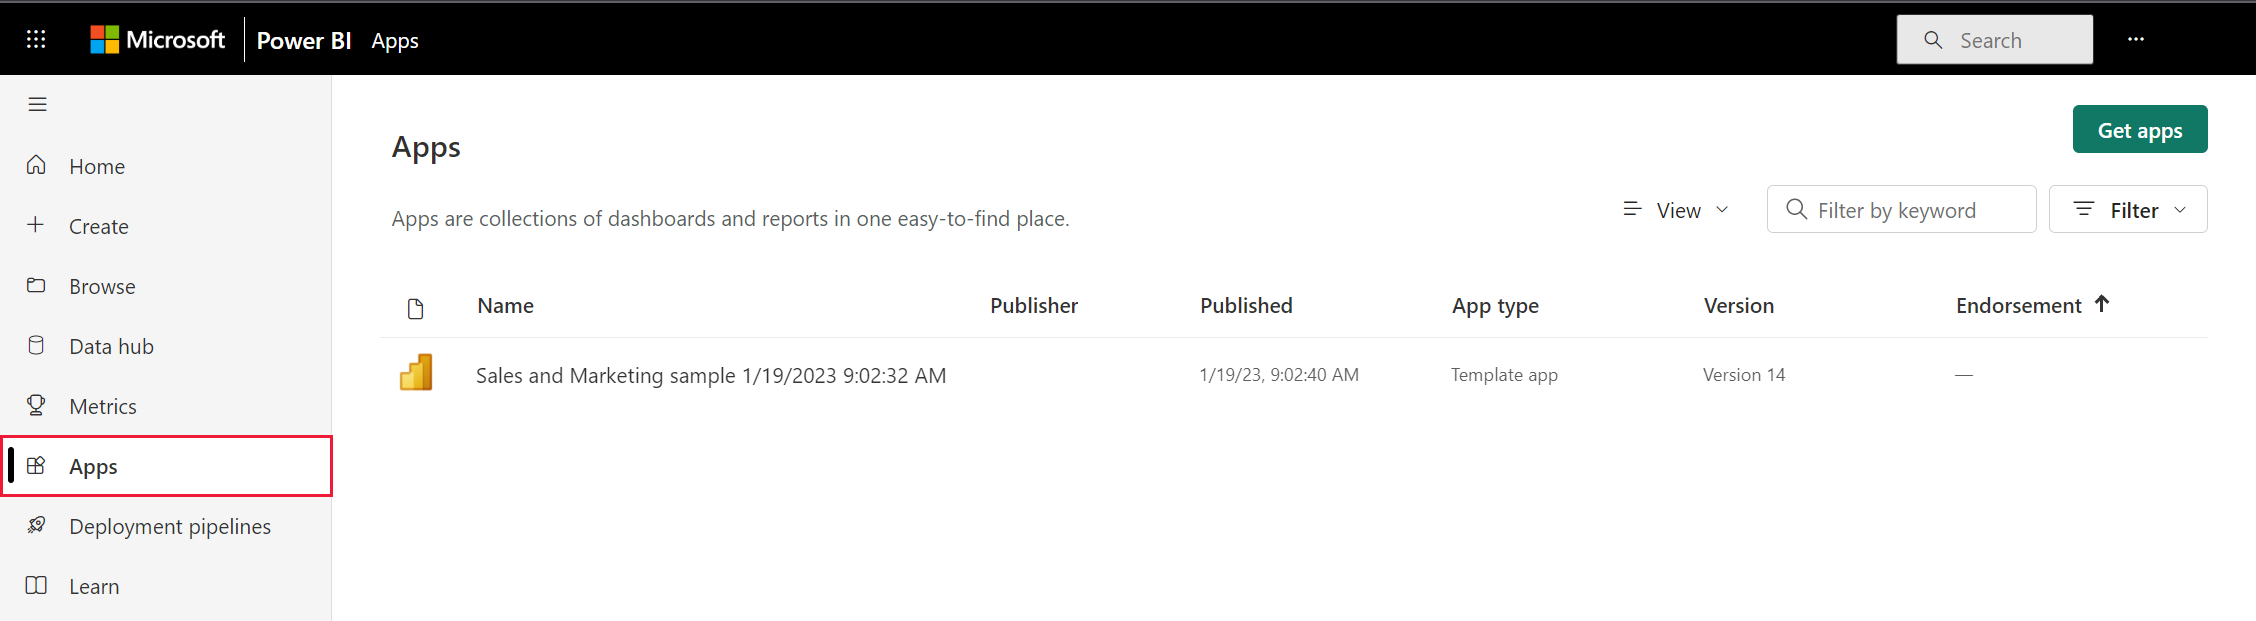 Microsoft Power BI Apps Search ...
Home
Create
Browse
Data hub
Metrics
Apps
Deployment pipelines
Learn
Apps
Get apps
Apps are collections of dashboards and reports in one easy-to-find place.
View Filter by keyword Filter
Name Publisher Published App type Version Endorsement
Sales and Marketing sample 1/19/2023 9:02:32 AM 1/19/23, 9:02:40 AM Template app Version 14 —